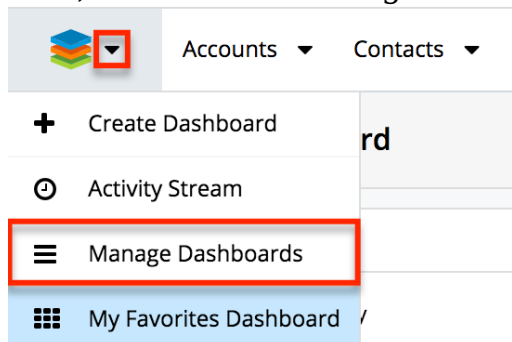 Accounts Contacts
Create Dashboard
rd
Activity Stream
Manage Dashboards
My Favorites Dashboard